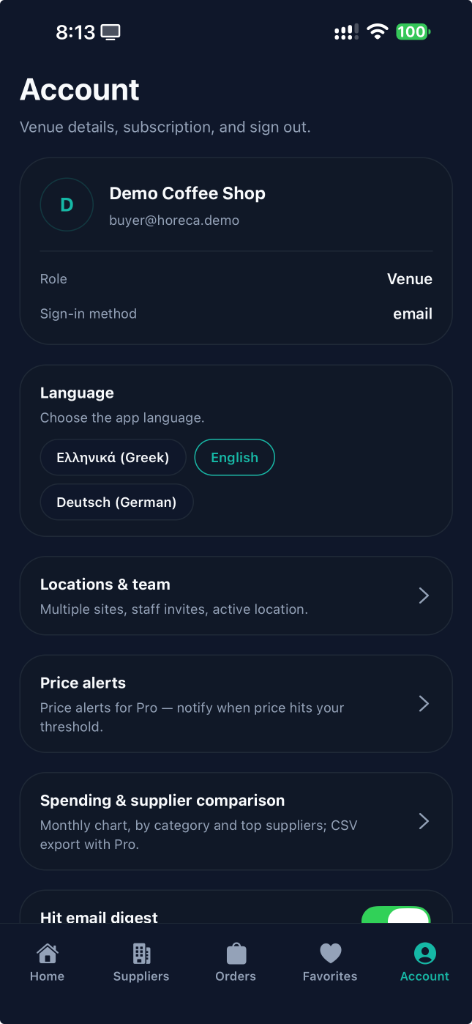 8:13
100
Account
Venue details, subscription, and sign out.
D
Demo Coffee Shop
buyer@horeca.demo
Role
Venue
Sign-in method
email
Language
Choose the app language.
Ελληνικά (Greek)
English
Deutsch (German)
Locations & team
Multiple sites, staff invites, active location.
Price alerts
Price alerts for Pro — notify when price hits your
threshold.
Spending & supplier comparison
Monthly chart, by category and top suppliers; CSV
export with Pro.
Hit email digest
Home
Suppliers
Orders
Favorites
Account